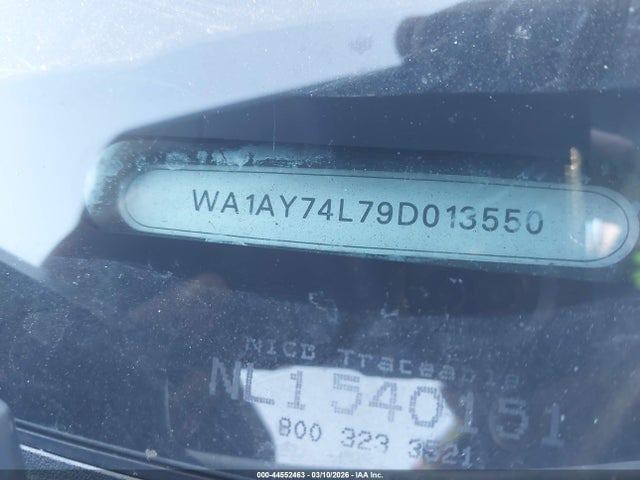 WA1AY74L79D013550
NICB Traceable
NL1540151
800 323 3521
000-44552463 - 03/10/2026 - IAA Inc.